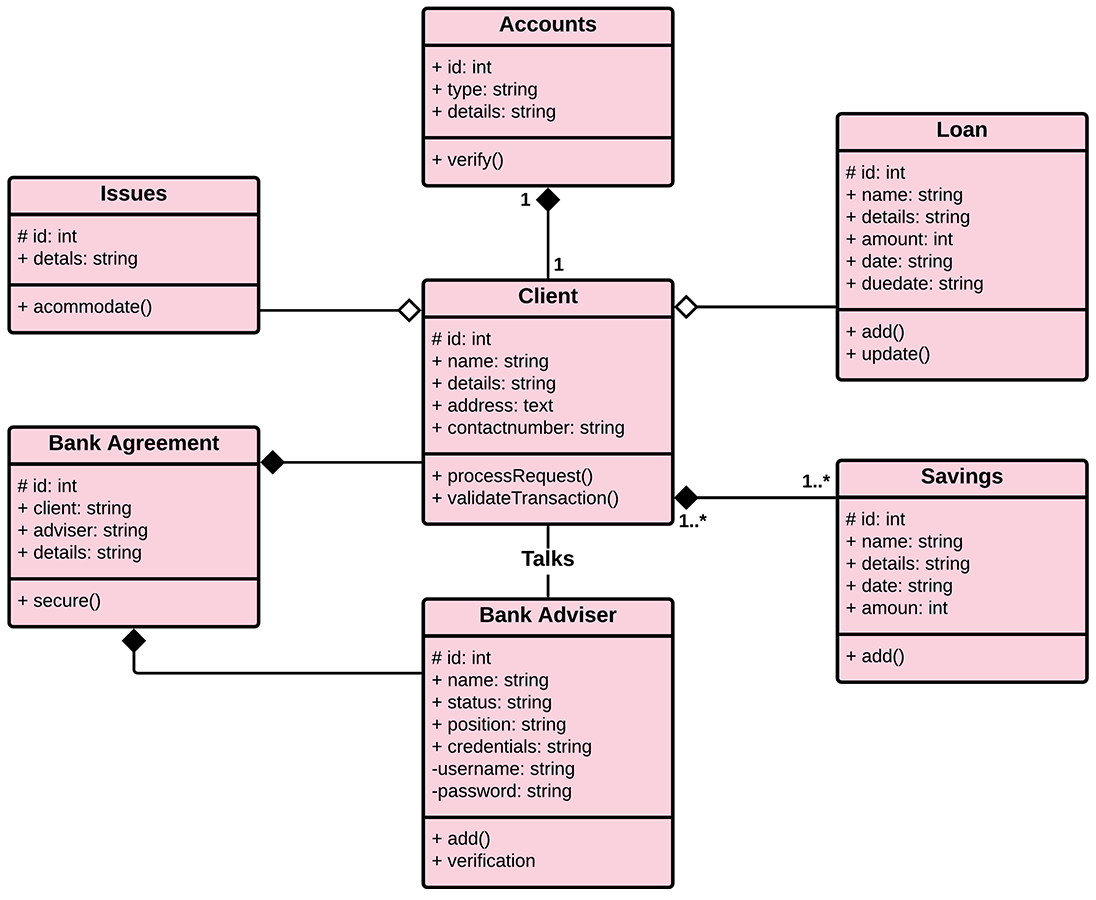 Accounts
+ id: int
+ type: string
+ details: string
+ verify()
1
1
Issues
# id: int
+ detals: string
+ acommodate()
Client
# id: int
+ name: string
+ details: string
+ address: text
+ contactnumber: string
+ processRequest()
+ validateTransaction()
Loan
# id: int
+ name: string
+ details: string
+ amount: int
+ date: string
+ duedate: string
+ add()
+ update()
Bank Agreement
# id: int
+ client: string
+ adviser: string
+ details: string
+ secure()
1..*
1..*
Savings
# id: int
+ name: string
+ details: string
+ date: string
+ amoun: int
+ add()
Talks
Bank Adviser
# id: int
+ name: string
+ status: string
+ position: string
+ credentials: string
-username: string
-password: string
+ add()
+ verification